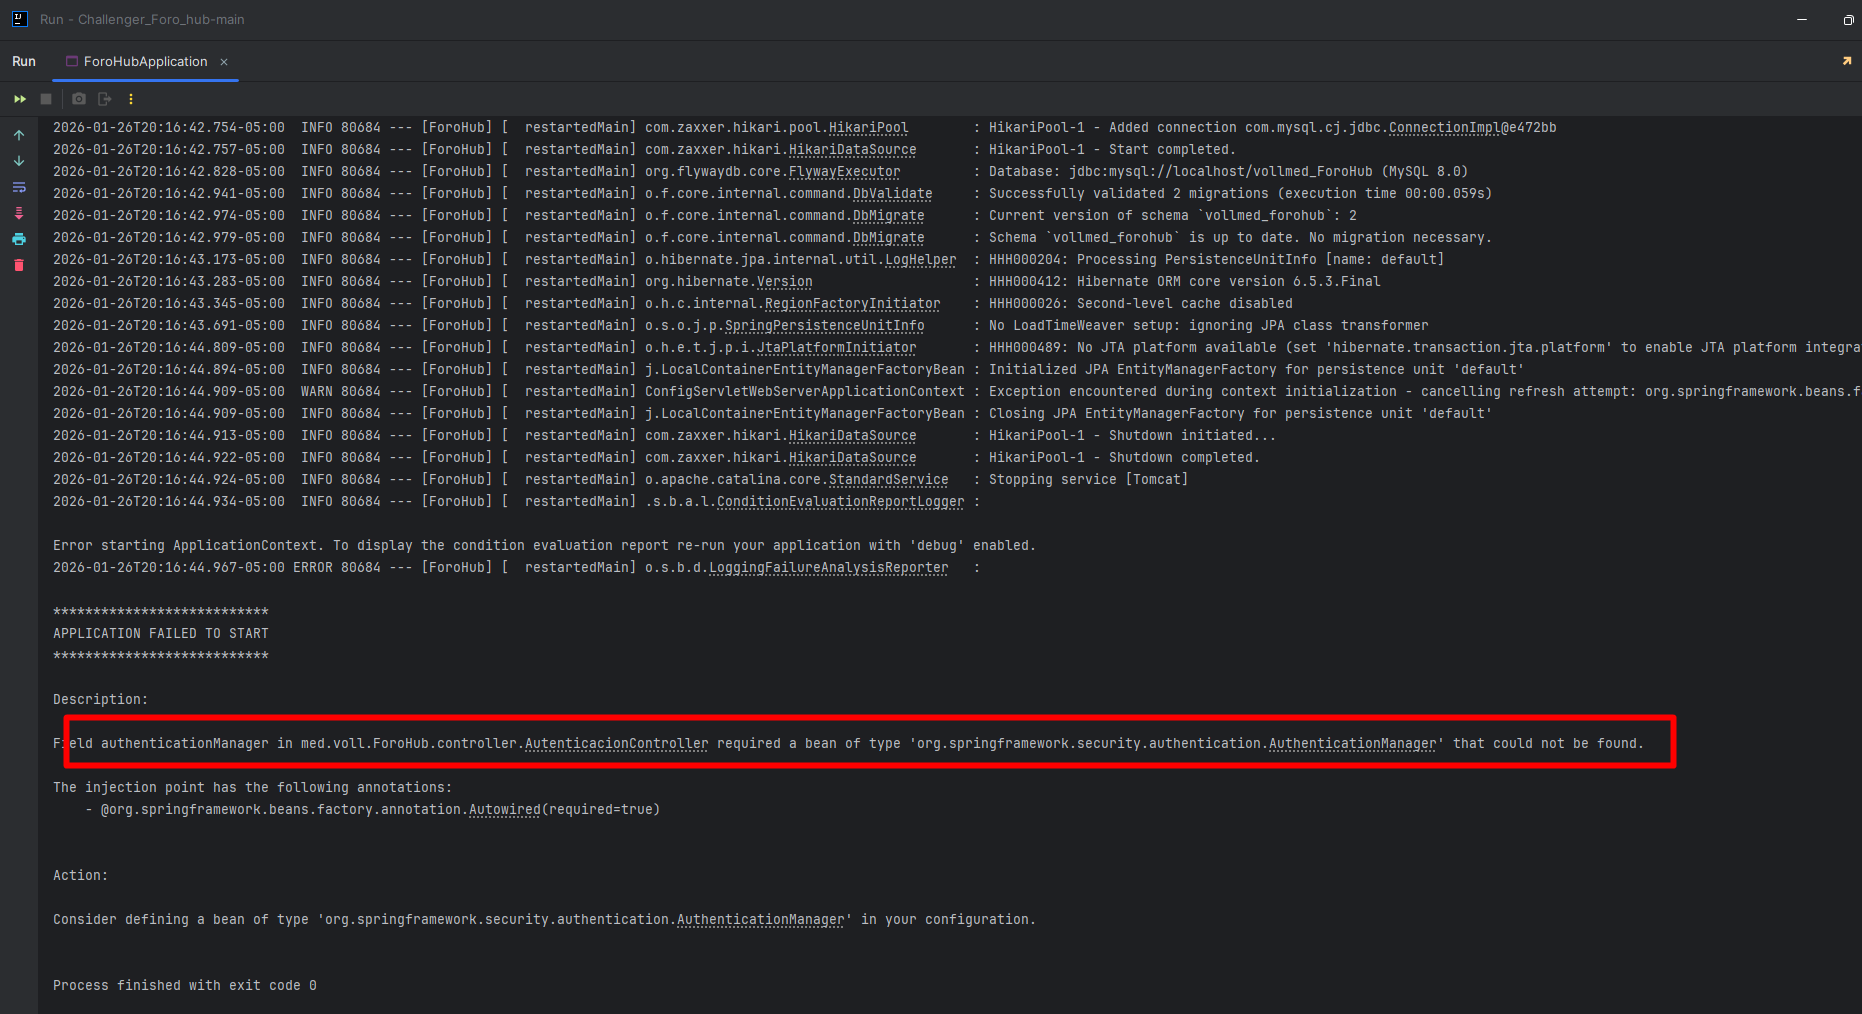 Run - Challenger_Foro_hub-main
Run ForoHubApplication
2026-01-26T20:16:42.754-05:00  INFO 80684 --- [ForoHub] [  restartedMain] com.zaxxer.hikari.pool.HikariPool        : HikariPool-1 - Added connection com.mysql.cj.jdbc.ConnectionImpl@e472bb
2026-01-26T20:16:42.757-05:00  INFO 80684 --- [ForoHub] [  restartedMain] com.zaxxer.hikari.HikariDataSource       : HikariPool-1 - Start completed.
2026-01-26T20:16:42.828-05:00  INFO 80684 --- [ForoHub] [  restartedMain] org.flywaydb.core.FlywayExecutor         : Database: jdbc:mysql://localhost/vollmed_ForoHub (MySQL 8.0)
2026-01-26T20:16:42.941-05:00  INFO 80684 --- [ForoHub] [  restartedMain] o.f.core.internal.command.DbValidate     : Successfully validated 2 migrations (execution time 00:00.059s)
2026-01-26T20:16:42.974-05:00  INFO 80684 --- [ForoHub] [  restartedMain] o.f.core.internal.command.DbMigrate      : Current version of schema `vollmed_forohub`: 2
2026-01-26T20:16:42.979-05:00  INFO 80684 --- [ForoHub] [  restartedMain] o.f.core.internal.command.DbMigrate      : Schema `vollmed_forohub` is up to date. No migration necessary.
2026-01-26T20:16:43.173-05:00  INFO 80684 --- [ForoHub] [  restartedMain] o.hibernate.jpa.internal.util.LogHelper  : HHH000204: Processing PersistenceUnitInfo [name: default]
2026-01-26T20:16:43.283-05:00  INFO 80684 --- [ForoHub] [  restartedMain] org.hibernate.Version                    : HHH000412: Hibernate ORM core version 6.5.3.Final
2026-01-26T20:16:43.345-05:00  INFO 80684 --- [ForoHub] [  restartedMain] o.h.c.internal.RegionFactoryInitiator    : HHH000026: Second-level cache disabled
2026-01-26T20:16:43.691-05:00  INFO 80684 --- [ForoHub] [  restartedMain] o.s.o.j.p.SpringPersistenceUnitInfo      : No LoadTimeWeaver setup: ignoring JPA class transformer
2026-01-26T20:16:44.809-05:00  INFO 80684 --- [ForoHub] [  restartedMain] o.h.e.t.j.p.i.JtaPlatformInitiator       : HHH000489: No JTA platform available (set 'hibernate.transaction.jta.platform' to enable JTA platform integra
2026-01-26T20:16:44.894-05:00  INFO 80684 --- [ForoHub] [  restartedMain] j.LocalContainerEntityManagerFactoryBean : Initialized JPA EntityManagerFactory for persistence unit 'default'
2026-01-26T20:16:44.909-05:00  WARN 80684 --- [ForoHub] [  restartedMain] ConfigServletWebServerApplicationContext : Exception encountered during context initialization - cancelling refresh attempt: org.springframework.beans.f
2026-01-26T20:16:44.909-05:00  INFO 80684 --- [ForoHub] [  restartedMain] j.LocalContainerEntityManagerFactoryBean : Closing JPA EntityManagerFactory for persistence unit 'default'
2026-01-26T20:16:44.913-05:00  INFO 80684 --- [ForoHub] [  restartedMain] com.zaxxer.hikari.HikariDataSource       : HikariPool-1 - Shutdown initiated...
2026-01-26T20:16:44.922-05:00  INFO 80684 --- [ForoHub] [  restartedMain] com.zaxxer.hikari.HikariDataSource       : HikariPool-1 - Shutdown completed.
2026-01-26T20:16:44.924-05:00  INFO 80684 --- [ForoHub] [  restartedMain] o.apache.catalina.core.StandardService   : Stopping service [Tomcat]
2026-01-26T20:16:44.934-05:00  INFO 80684 --- [ForoHub] [  restartedMain] .s.b.a.l.ConditionEvaluationReportLogger :
Error starting ApplicationContext. To display the condition evaluation report re-run your application with 'debug' enabled.
2026-01-26T20:16:44.967-05:00 ERROR 80684 --- [ForoHub] [  restartedMain] o.s.b.d.LoggingFailureAnalysisReporter   :
***************************
APPLICATION FAILED TO START
***************************
Description:
Field authenticationManager in med.voll.ForoHub.controller.AutenticacionController required a bean of type 'org.springframework.security.authentication.AuthenticationManager' that could not be found.
The injection point has the following annotations:
- @org.springframework.beans.factory.annotation.Autowired(required=true)
Action:
Consider defining a bean of type 'org.springframework.security.authentication.AuthenticationManager' in your configuration.
Process finished with exit code 0